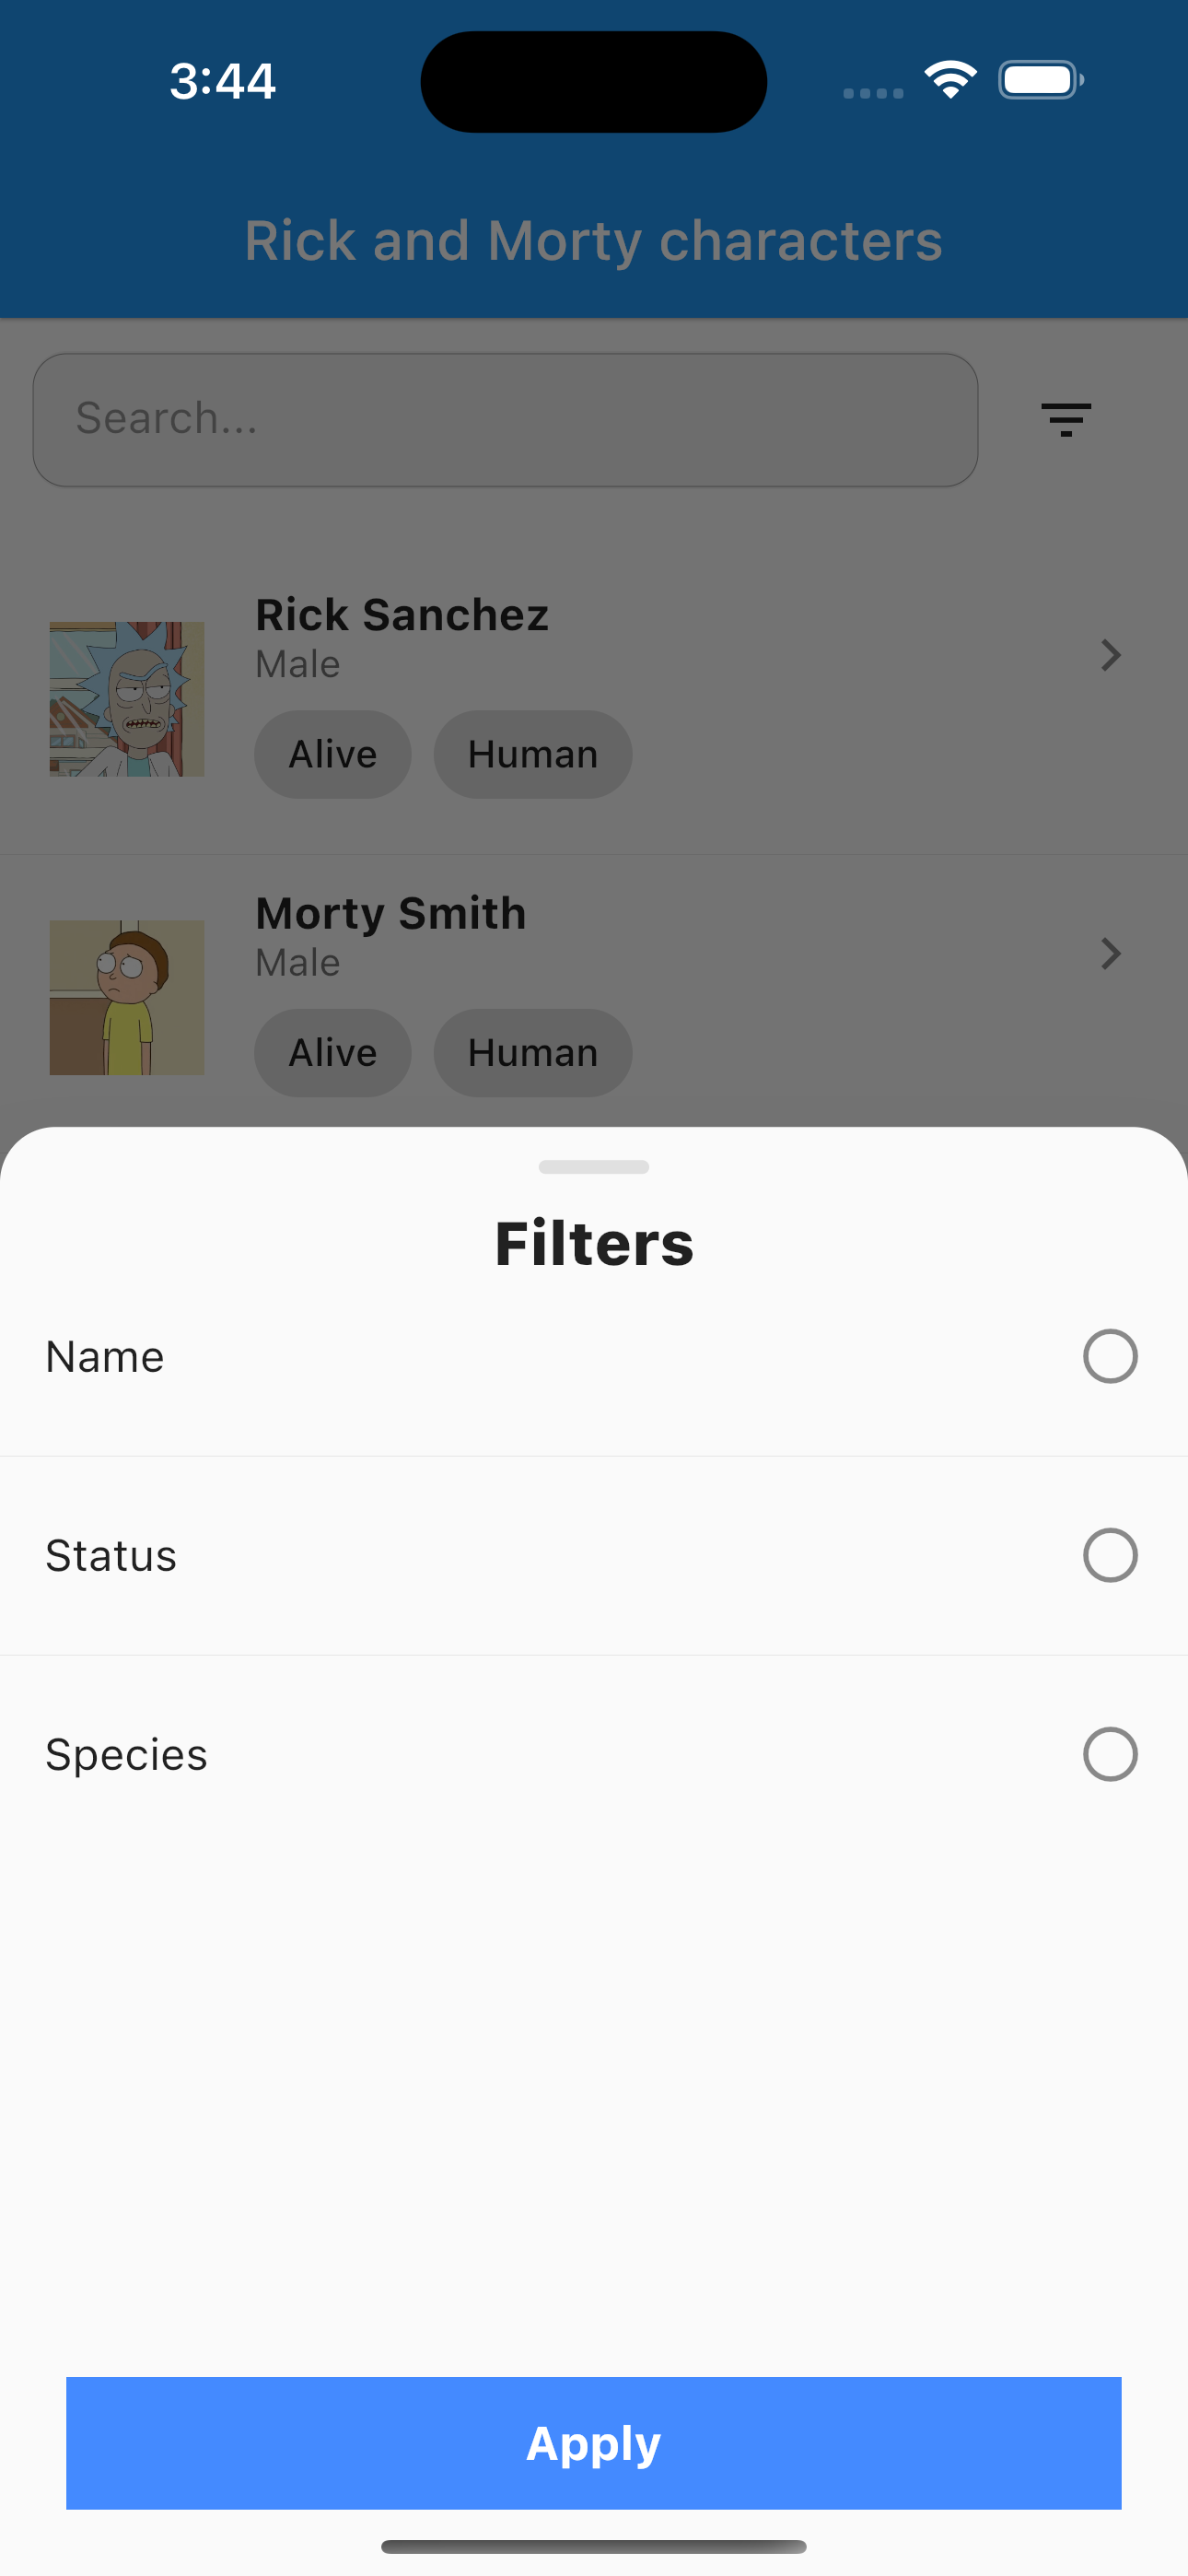 3:44
Rick and Morty characters
Search...
Rick Sanchez
Male
Alive Human
Morty Smith
Male
Alive Human
Filters
Name
Status
Species
Apply